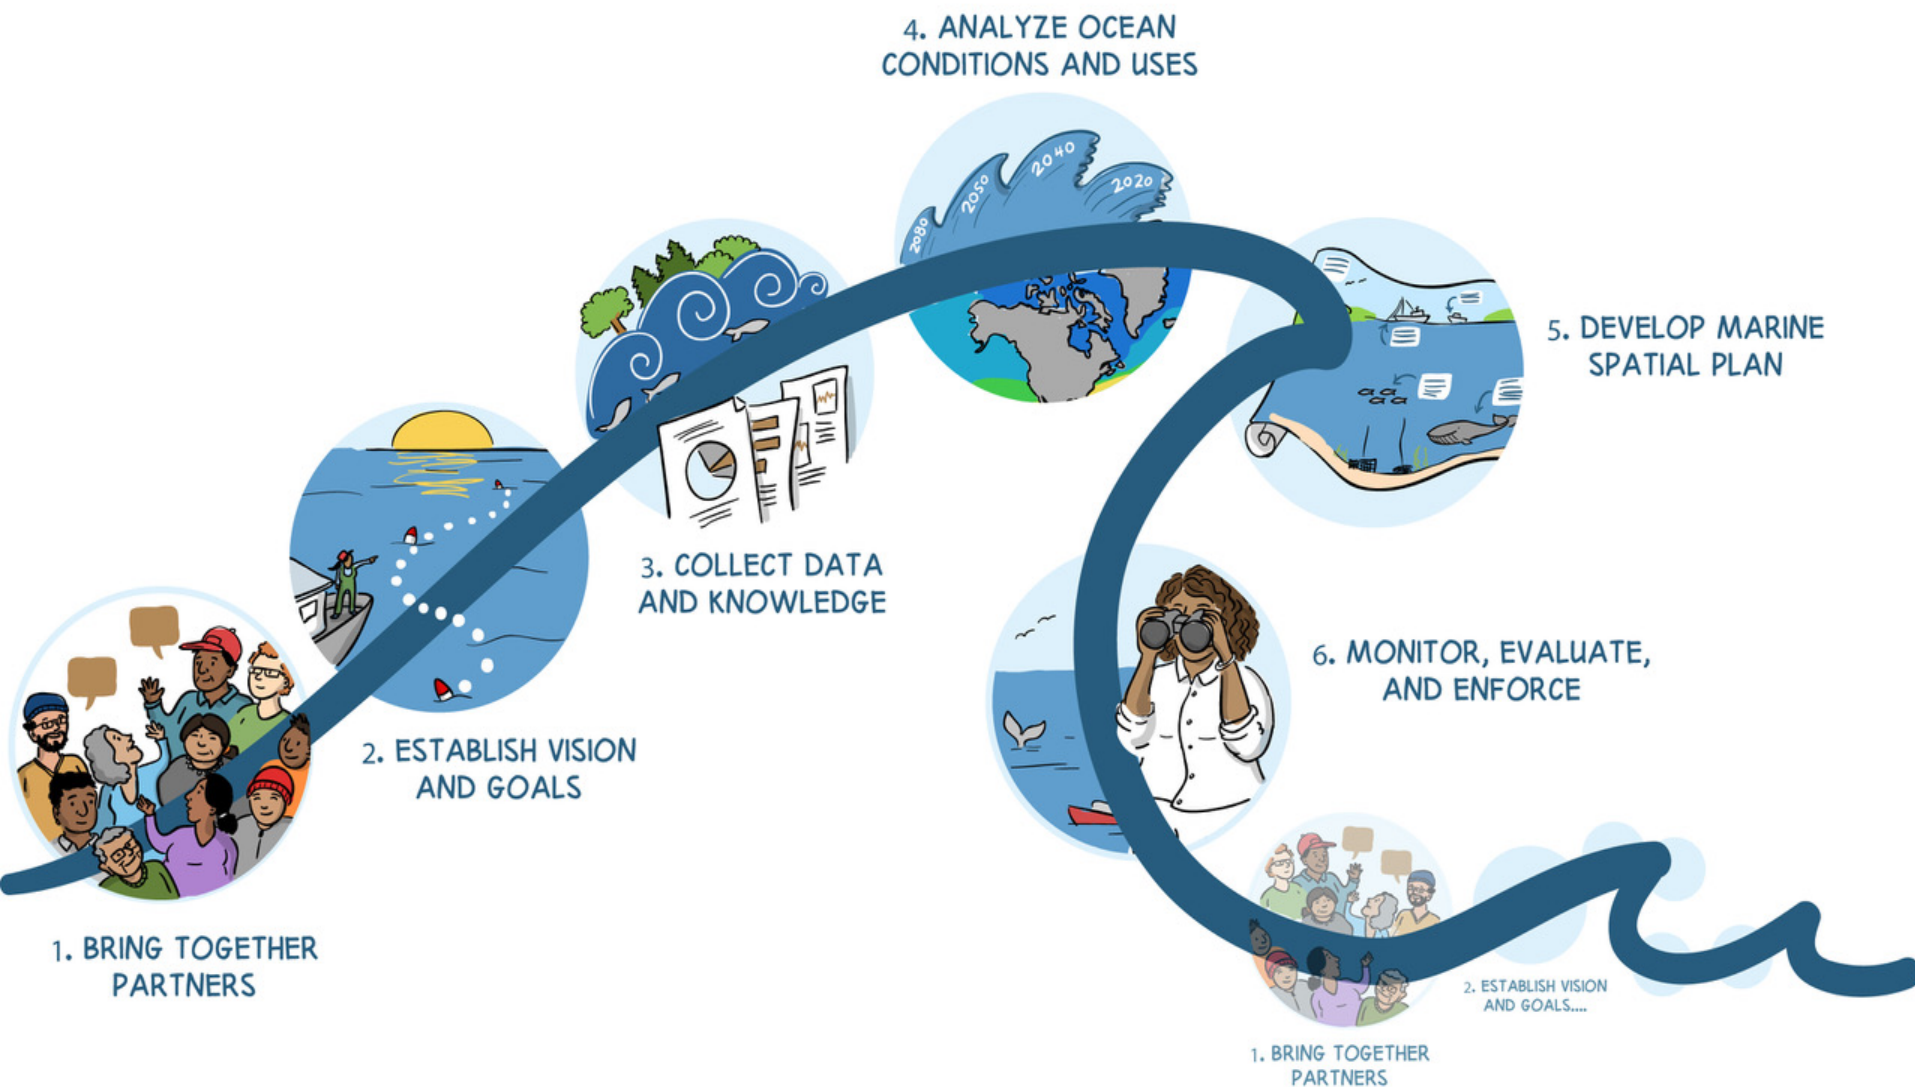 4. ANALYZE OCEAN
CONDITIONS AND USES
2080
2050
2040
2020
5. DEVELOP MARINE
SPATIAL PLAN
3. COLLECT DATA
AND KNOWLEDGE
6. MONITOR, EVALUATE,
AND ENFORCE
2. ESTABLISH VISION
AND GOALS
1. BRING TOGETHER
PARTNERS
2. ESTABLISH VISION
AND GOALS....
1. BRING TOGETHER
PARTNERS